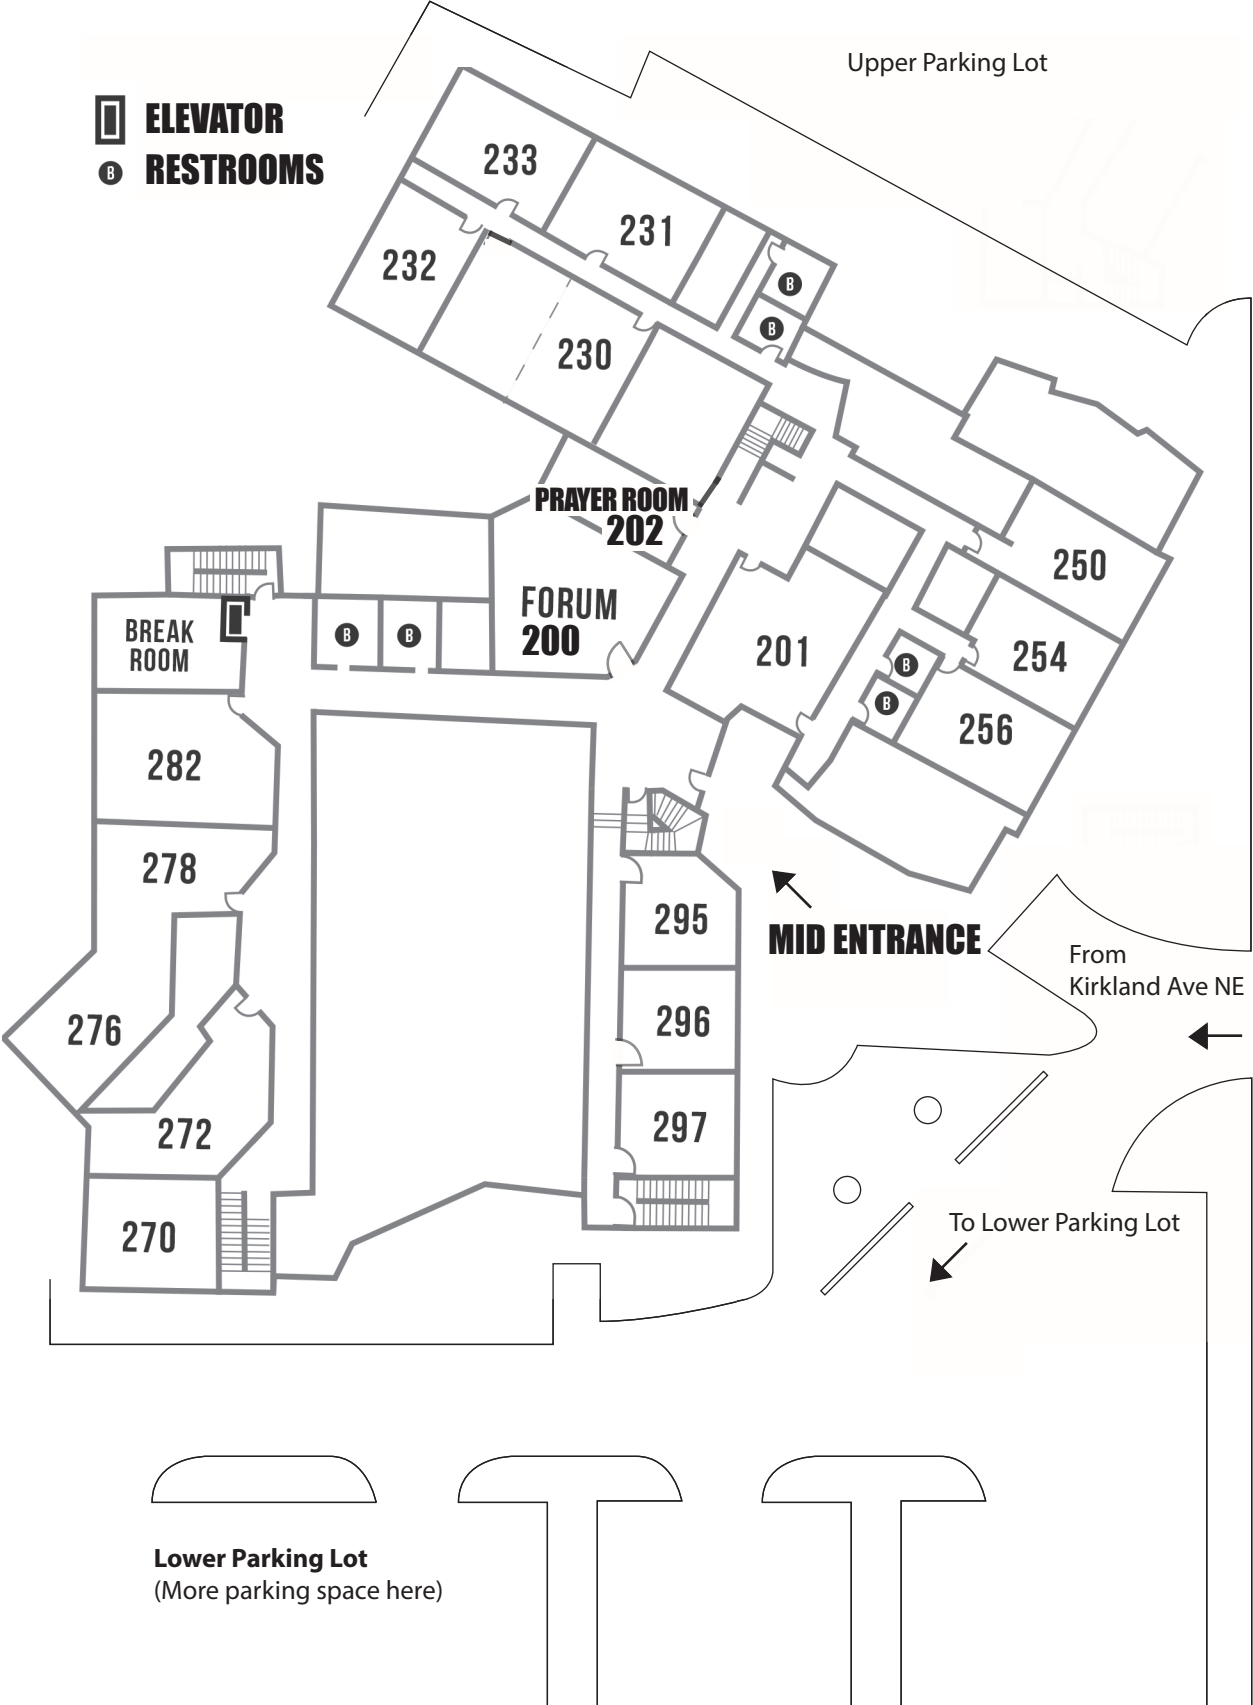 Upper Parking Lot
ELEVATOR
B RESTROOMS
233
231
232
B
B
230
PRAYER ROOM
202
250
FORUM
200
BREAK
ROOM
B
B
201
254
B
B
256
282
278
295
MID ENTRANCE
From
Kirkland Ave NE
276
296
272
297
270
To Lower Parking Lot
Lower Parking Lot
(More parking space here)